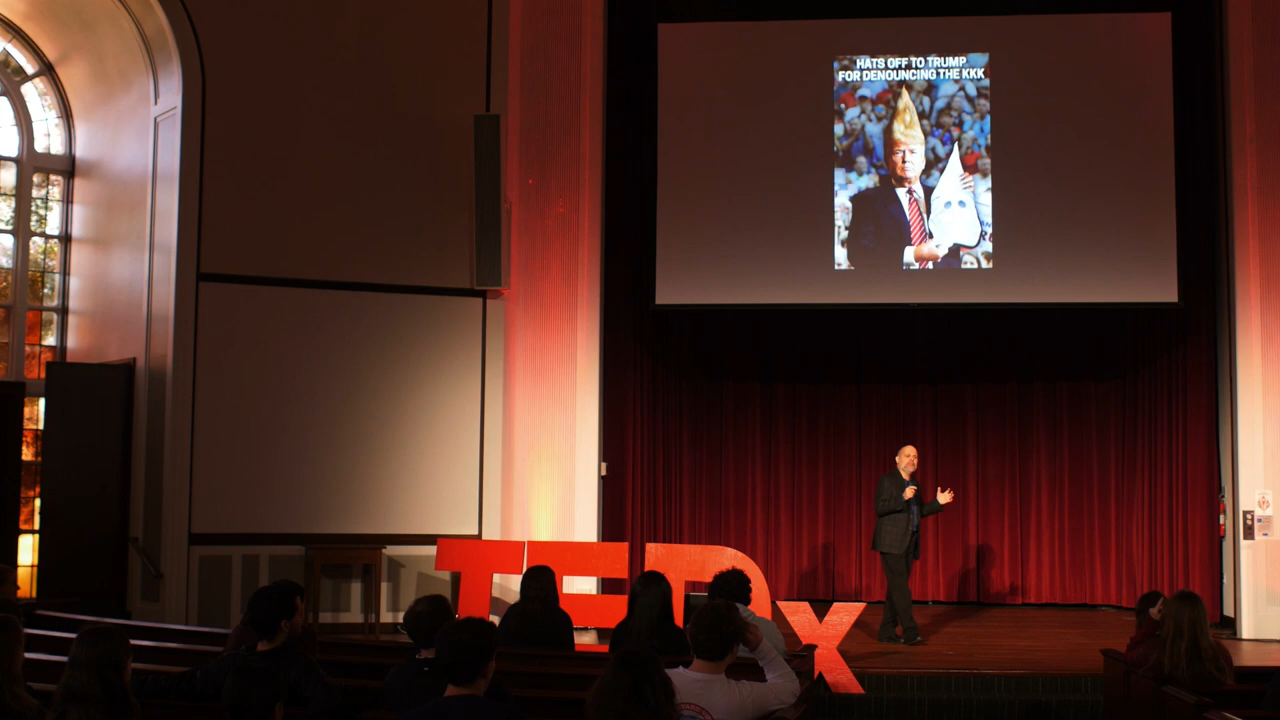 HATS OFF TO TRUMP
FOR DENOUNCING THE KKK
TEDx